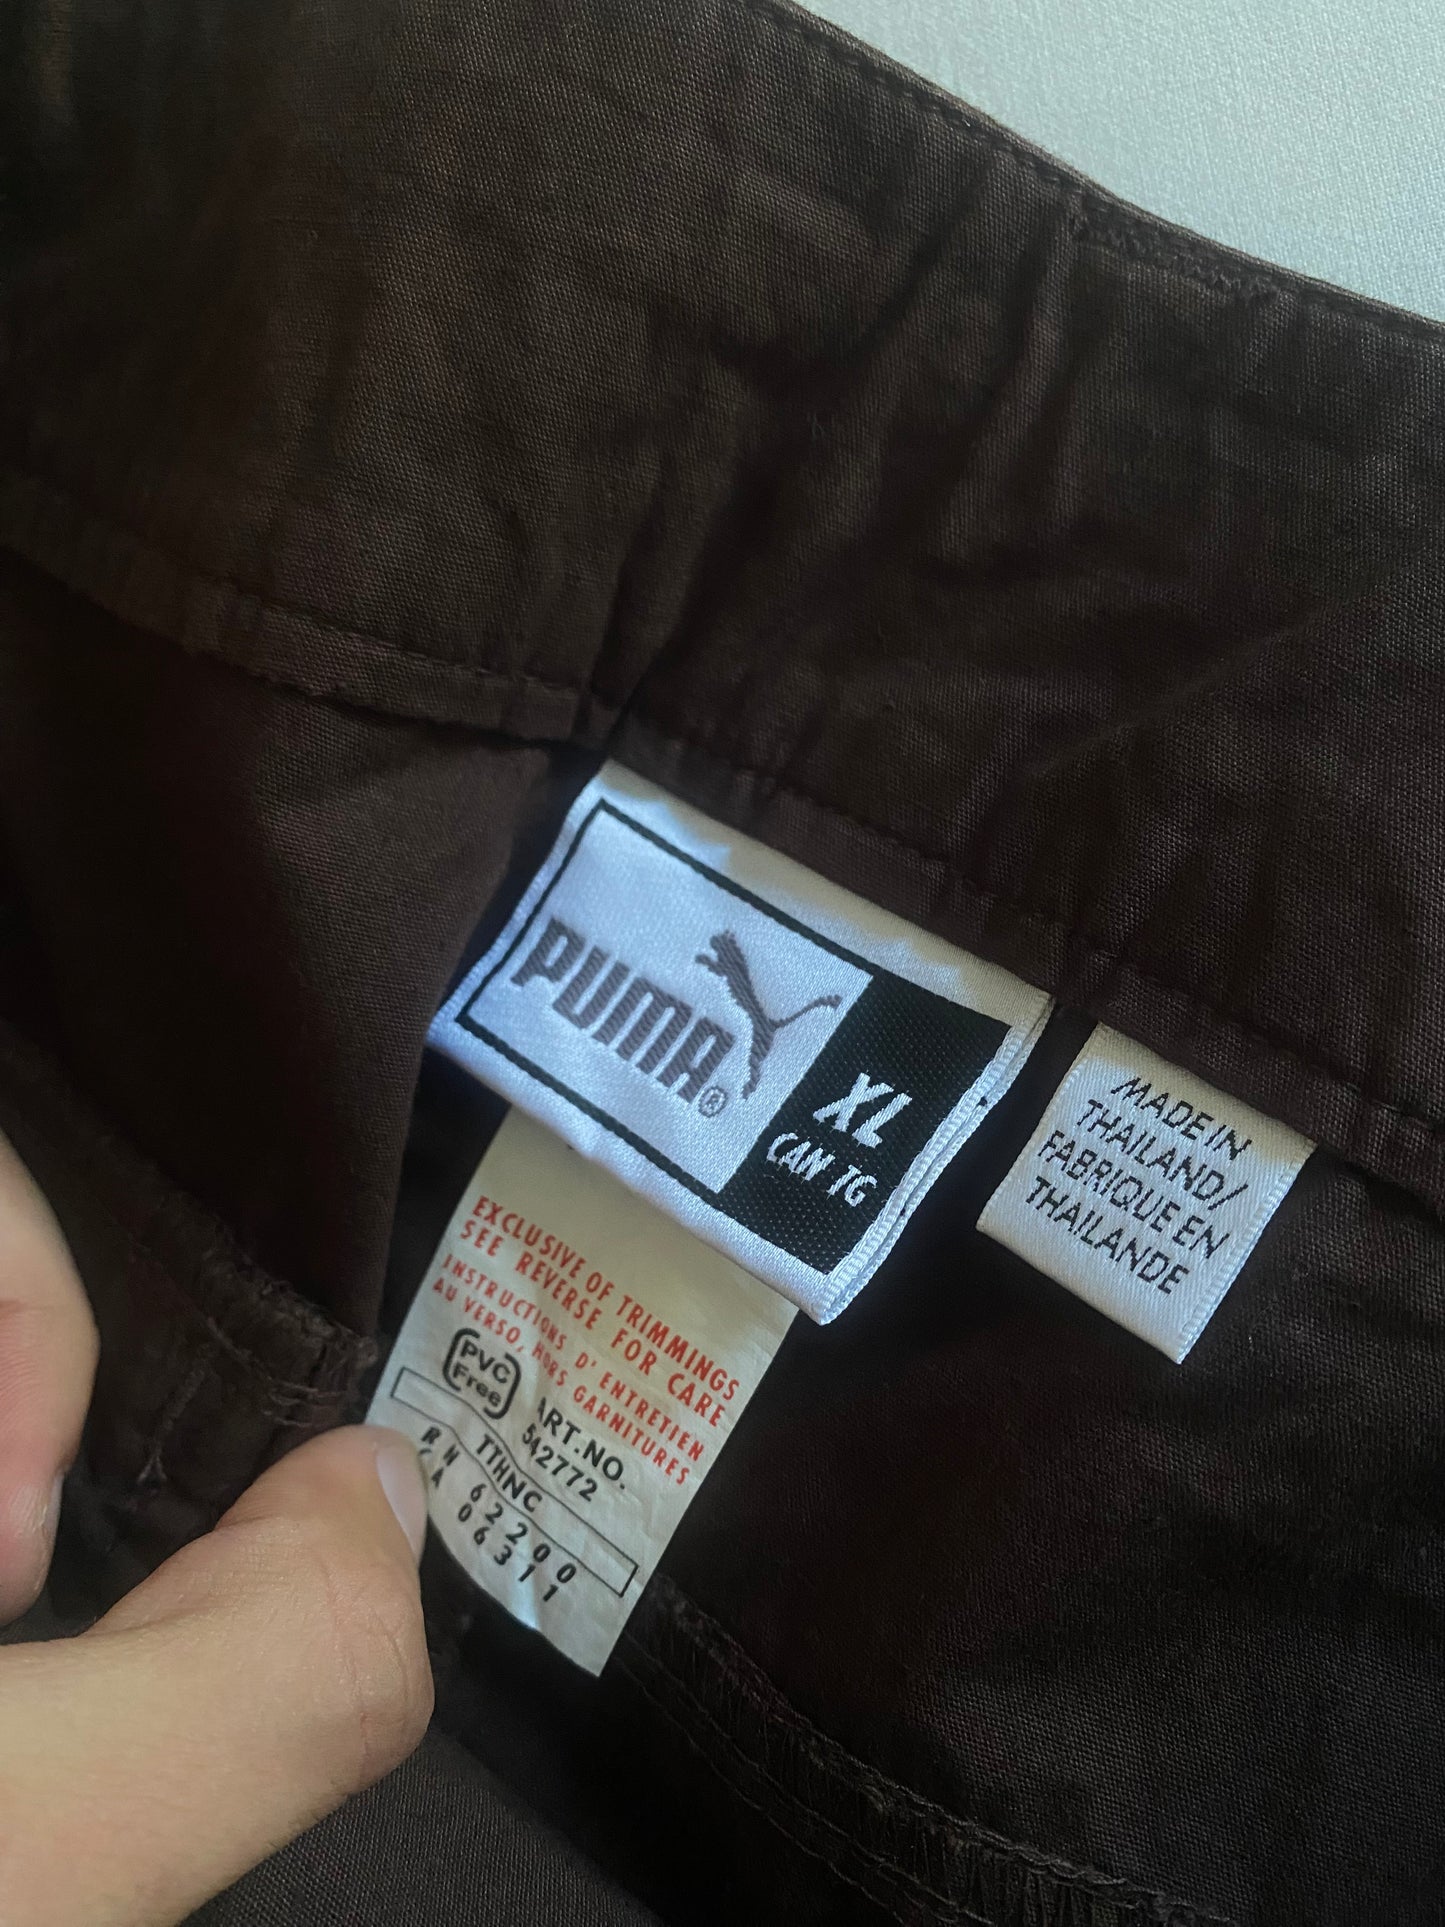 PUMA®
XL
CAN TG
MADE IN
THAILAND/
FABRIQUE EN
THAILANDE
EXCLUSIVE OF TRIMMINGS
SEE REVERSE FOR CARE
INSTRUCTIONS D' ENTRETIEN
AU VERSO, HORS GARNITURES
PVC
Free
ART.NO.
542772
TTHNC
RN 62200
CA 06311